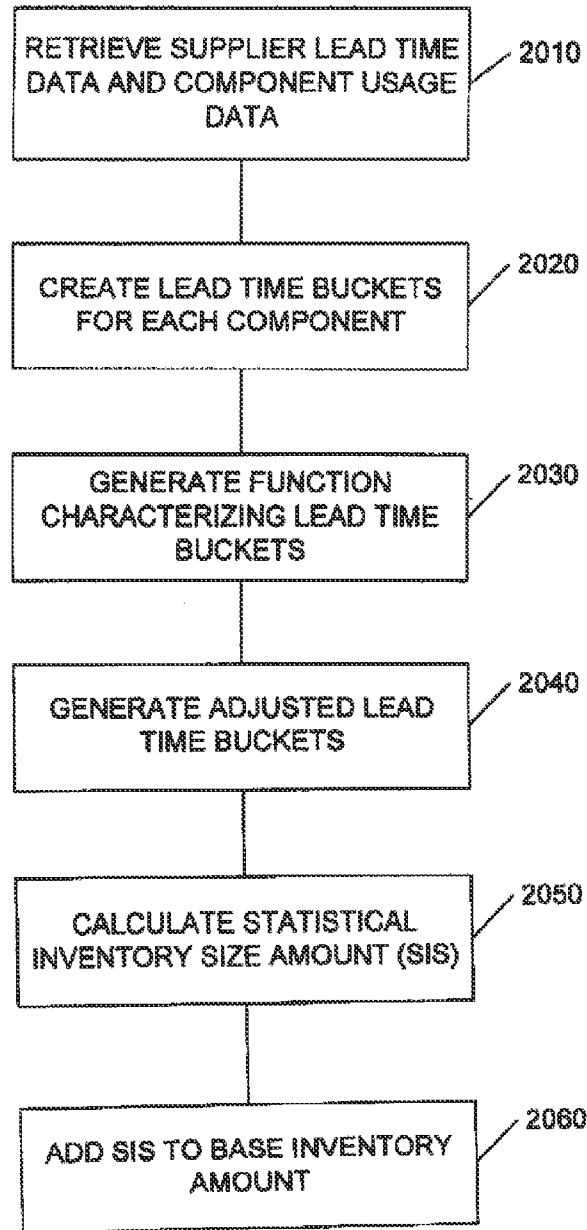 RETRIEVE SUPPLIER LEAD TIME
DATA AND COMPONENT USAGE
DATA
2010
CREATE LEAD TIME BUCKETS
FOR EACH COMPONENT
2020
GENERATE FUNCTION
CHARACTERIZING LEAD TIME
BUCKETS
2030
GENERATE ADJUSTED LEAD
TIME BUCKETS
2040
CALCULATE STATISTICAL
INVENTORY SIZE AMOUNT (SIS)
2050
ADD SIS TO BASE INVENTORY
AMOUNT
2060